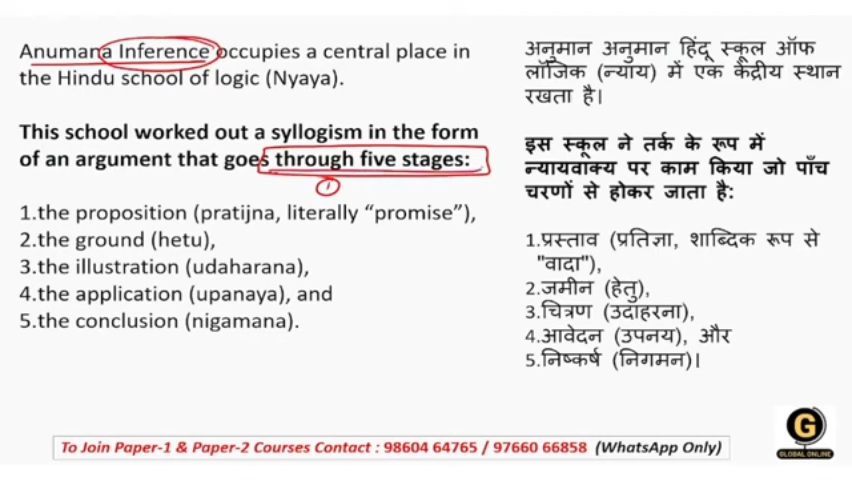 Anumana Inference occupies a central place in
the Hindu school of logic (Nyaya).
This school worked out a syllogism in the form
of an argument that goes through five stages:
1
1.the proposition (pratijna, literally “promise”),
2.the ground (hetu),
3.the illustration (udaharana),
4.the application (upanaya), and
5.the conclusion (nigamana).
अनुमान अनुमान हिंदू स्कूल ऑफ
लॉजिक (न्याय) में एक केंद्रीय स्थान
रखता है।
इस स्कूल ने तर्क के रूप में
न्यायवाक्य पर काम किया जो पाँच
चरणों से होकर जाता है:
1.प्रस्ताव (प्रतिज्ञा, शाब्दिक रूप से
"वादा"),
2.जमीन (हेतु),
3.चित्रण (उदाहरना),
4.आवेदन (उपनय), और
5.निष्कर्ष (निगमन)।
To Join Paper-1 & Paper-2 Courses Contact : 98604 64765 / 97660 66858 (WhatsApp Only)
G
GLOBAL ONLINE